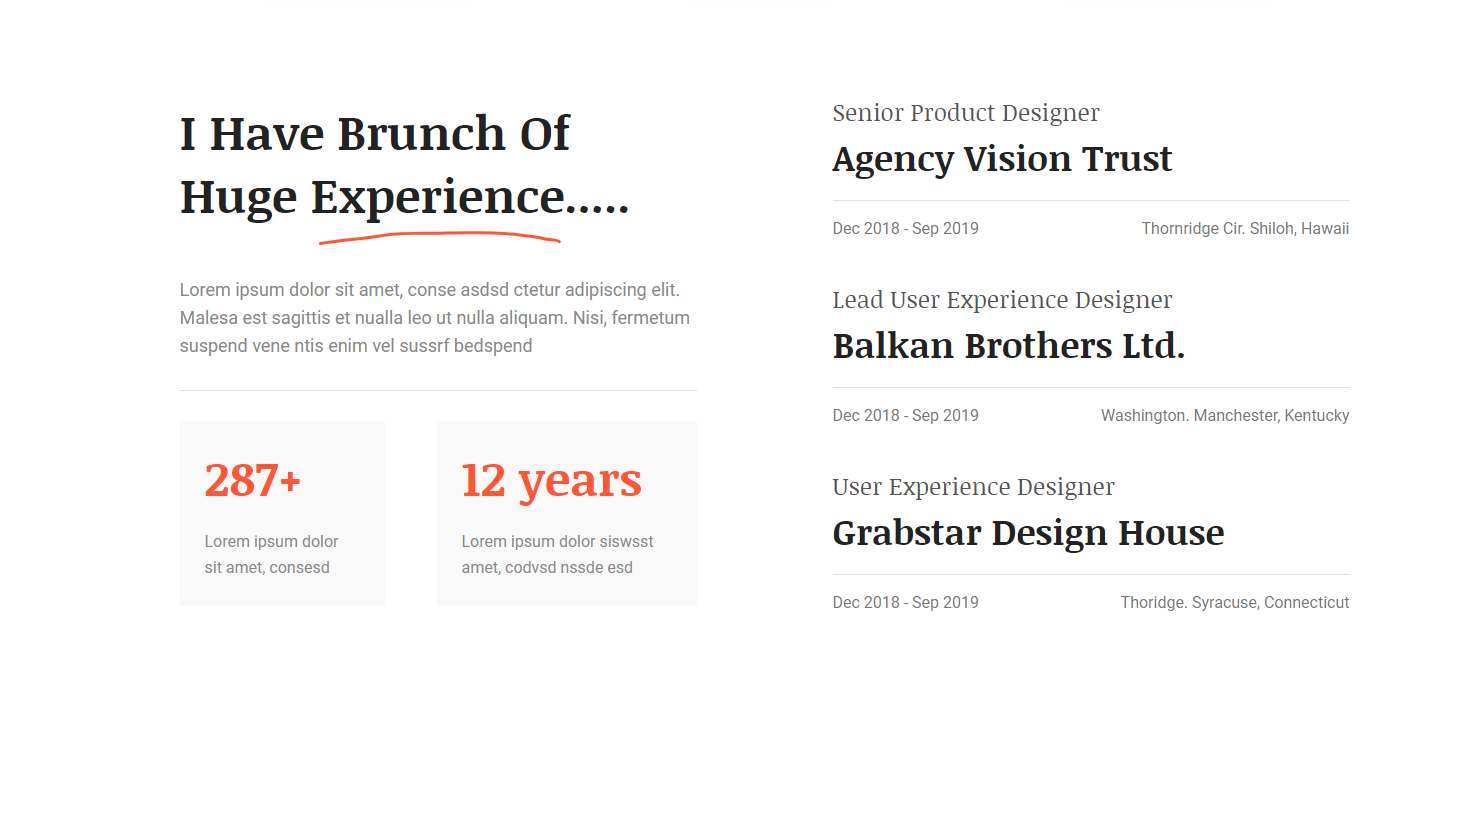 I Have Brunch Of
Huge Experience.....
Lorem ipsum dolor sit amet, conse asdsd ctetur adipiscing elit.
Malesa est sagittis et nualla leo ut nulla aliquam. Nisi, fermetum
suspend vene ntis enim vel sussrf bedspend
287+
Lorem ipsum dolor
sit amet, consesd
12 years
Lorem ipsum dolor siswsst
amet, codvsd nssde esd
Senior Product Designer
Agency Vision Trust
Dec 2018 - Sep 2019
Thornridge Cir. Shiloh, Hawaii
Lead User Experience Designer
Balkan Brothers Ltd.
Dec 2018 - Sep 2019
Washington. Manchester, Kentucky
User Experience Designer
Grabstar Design House
Dec 2018 - Sep 2019
Thoridge. Syracuse, Connecticut